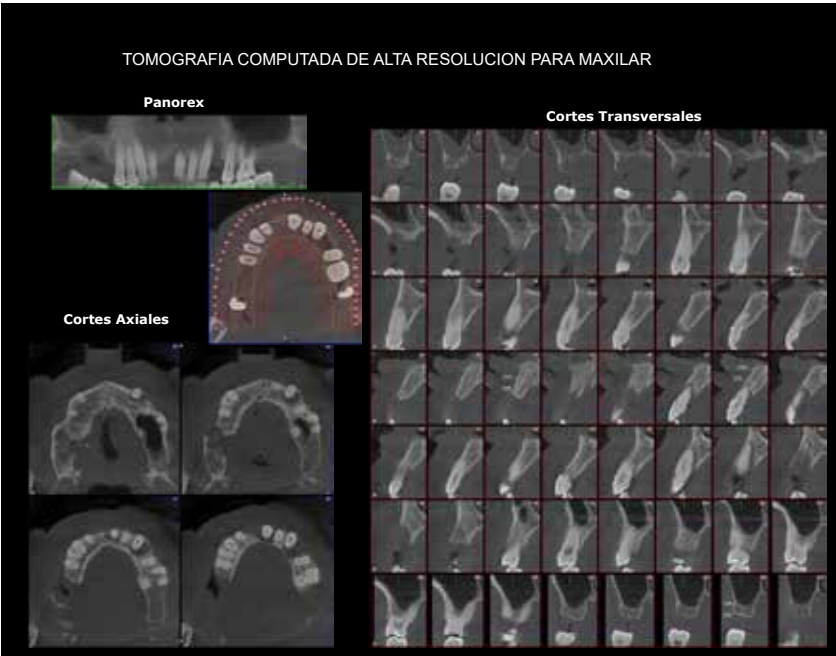 TOMOGRAFIA COMPUTADA DE ALTA RESOLUCION PARA MAXILAR
Panorex
Cortes Transversales
Cortes Axiales